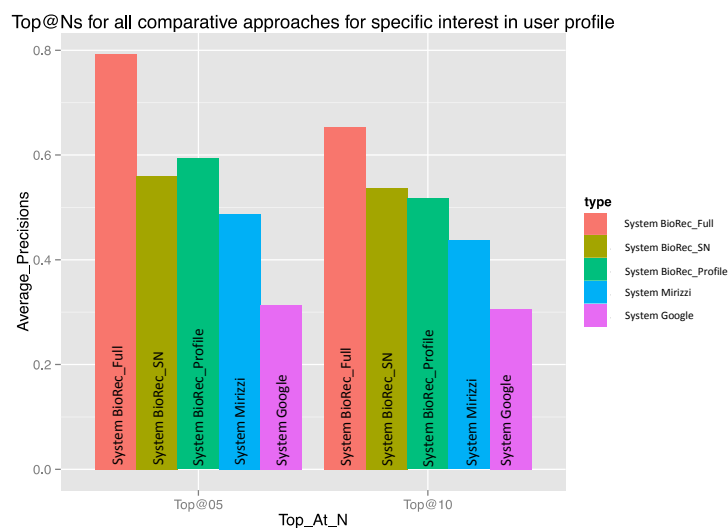 Top@Ns for all comparative approaches for specific interest in user profile
Average_Precisions
0.8
0.6
0.4
0.2
0.0
System BioRec_Full
System BioRec_SN
System BioRec_Profile
System Mirizzi
System Google
System BioRec_Full
System BioRec_SN
System BioRec_Profile
System Mirizzi
System Google
Top@05
Top@10
Top_At_N
type
System BioRec_Full
System BioRec_SN
System BioRec_Profile
System Mirizzi
System Google